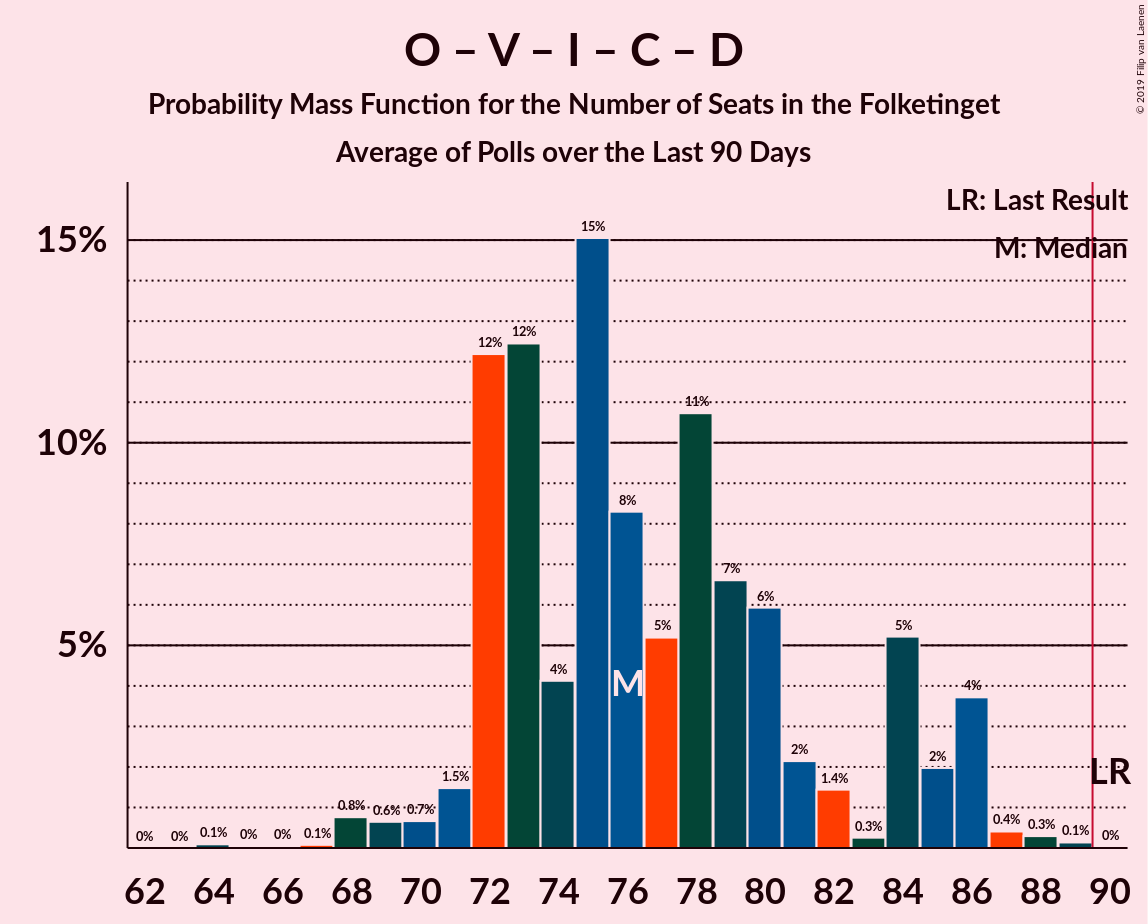 O – V – I – C – D
Probability Mass Function for the Number of Seats in the Folketinget
Average of Polls over the Last 90 Days
© 2019 Filip van Laenen
LR: Last Result
M: Median
15%
10%
5%
0% 0% 0.1% 0% 0% 0.1% 0.8% 0.6% 0.7% 1.5% 12% 12% 4% 15% 8% 5% 11% 7% 6% 2% 1.4% 0.3% 5% 2% 4% 0.4% 0.3% 0.1% 0%
M
LR
62 64 66 68 70 72 74 76 78 80 82 84 86 88 90